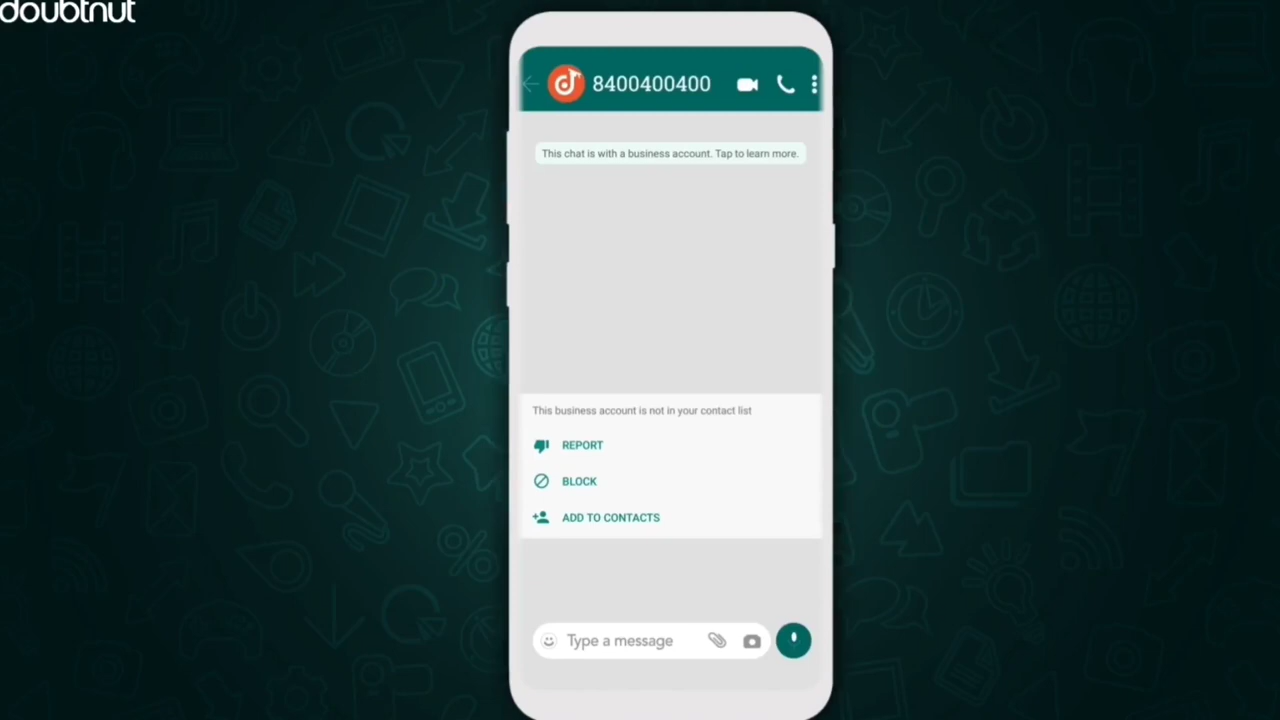 doubtnut
8400400400
This chat is with a business account. Tap to learn more.
This business account is not in your contact list
REPORT
BLOCK
ADD TO CONTACTS
Type a message